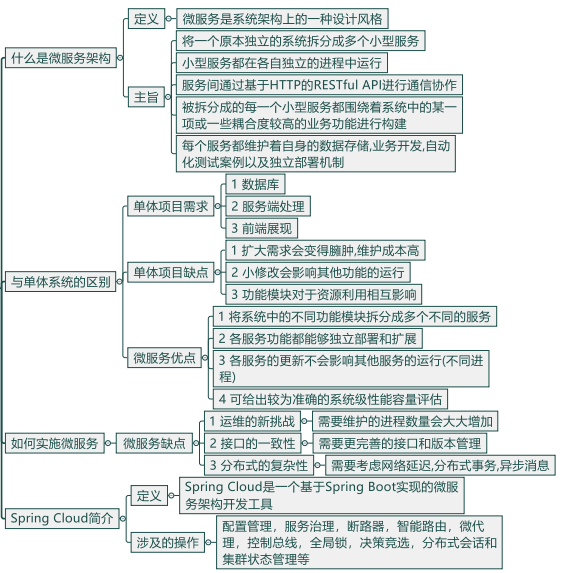 什么是微服务架构
定义
微服务是系统架构上的一种设计风格
主旨
将一个原本独立的系统拆分成多个小型服务
小型服务都在各自独立的进程中运行
服务间通过基于HTTP的RESTful API进行通信协作
被拆分成的每一个小型服务都围绕着系统中的某一
项或一些耦合度较高的业务功能进行构建
每个服务都维护着自身的数据存储,业务开发,自动
化测试案例以及独立部署机制
与单体系统的区别
单体项目需求
1 数据库
2 服务端处理
3 前端展现
单体项目缺点
1 扩大需求会变得臃肿,维护成本高
2 小修改会影响其他功能的运行
3 功能模块对于资源利用相互影响
微服务优点
1 将系统中的不同功能模块拆分成多个不同的服务
2 各服务功能都能够独立部署和扩展
3 各服务的更新不会影响其他服务的运行(不同进
程)
4 可给出较为准确的系统级性能容量评估
如何实施微服务
微服务缺点
1 运维的新挑战
需要维护的进程数量会大大增加
2 接口的一致性
需要更完善的接口和版本管理
3 分布式的复杂性
需要考虑网络延迟,分布式事务,异步消息
Spring Cloud简介
定义
Spring Cloud是一个基于Spring Boot实现的微服
务架构开发工具
涉及的操作
配置管理，服务治理，断路器，智能路由，微代
理，控制总线，全局锁，决策竞选，分布式会话和
集群状态管理等